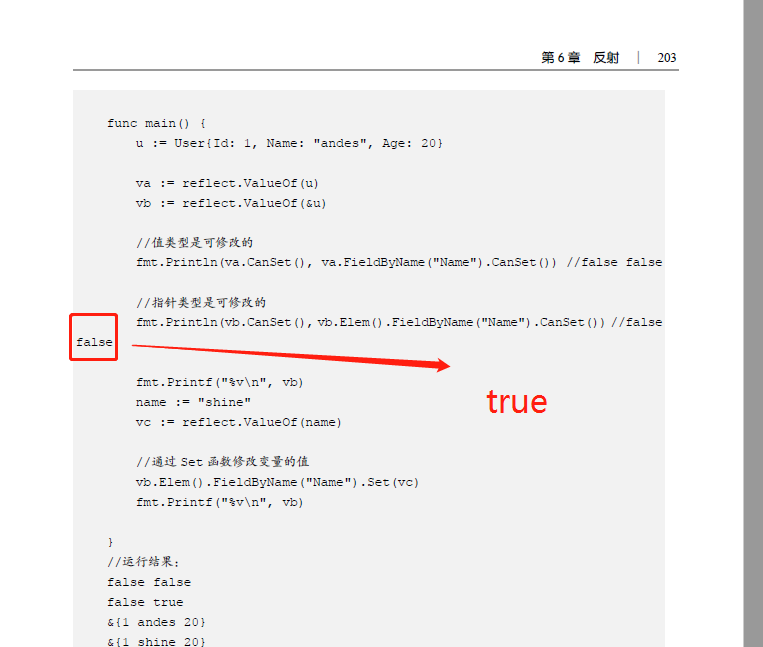 第 6 章 反射 | 203
func main() {
u := User{Id: 1, Name: "andes", Age: 20}
va := reflect.ValueOf(u)
vb := reflect.ValueOf(&u)
//值类型是可修改的
fmt.Println(va.CanSet(), va.FieldByName("Name").CanSet()) //false false
//指针类型是可修改的
fmt.Println(vb.CanSet(), vb.Elem().FieldByName("Name").CanSet()) //false
false
true
fmt.Printf("%v\n", vb)
name := "shine"
vc := reflect.ValueOf(name)
//通过 Set 函数修改变量的值
vb.Elem().FieldByName("Name").Set(vc)
fmt.Printf("%v\n", vb)
}
//运行结果：
false false
false true
&{1 andes 20}
&{1 shine 20}